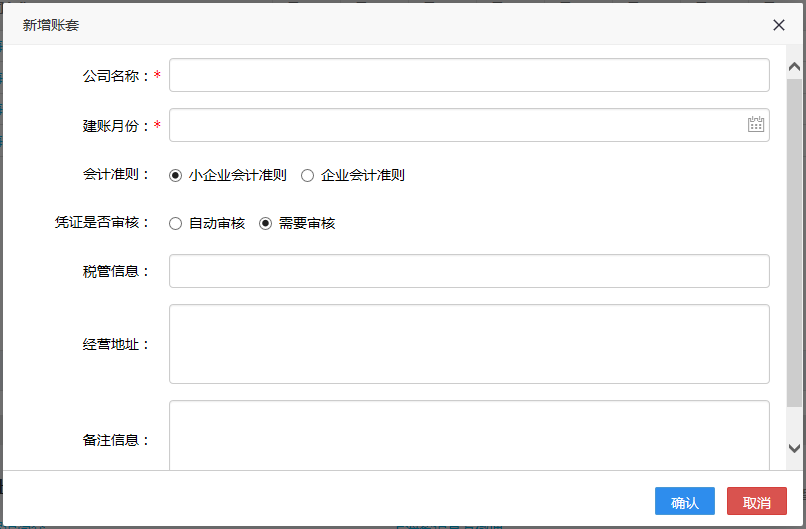 新增账套
公司名称：*
建账月份：*
会计准则： 小企业会计准则 企业会计准则
凭证是否审核： 自动审核 需要审核
税管信息：
经营地址：
备注信息：
确认 取消